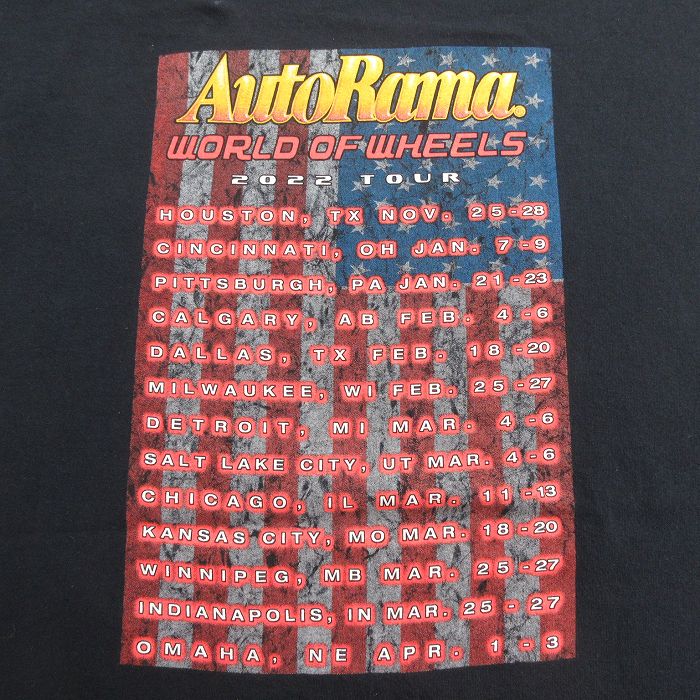 AutoRama®
WORLD OF WHEELS
2022 TOUR
HOUSTON, TX NOV. 25-28
CINCINNATI, OH JAN. 7-9
PITTSBURGH, PA JAN. 21-23
CALGARY, AB FEB. 4-6
DALLAS, TX FEB. 18-20
MILWAUKEE, WI FEB. 25-27
DETROIT, MI MAR. 4-6
SALT LAKE CITY, UT MAR. 4-6
CHICAGO, IL MAR. 11-13
KANSAS CITY, MO MAR. 18-20
WINNIPEG, MB MAR. 25-27
INDIANAPOLIS, IN MAR. 25 - 27
OMAHA, NE APR. 1 - 3